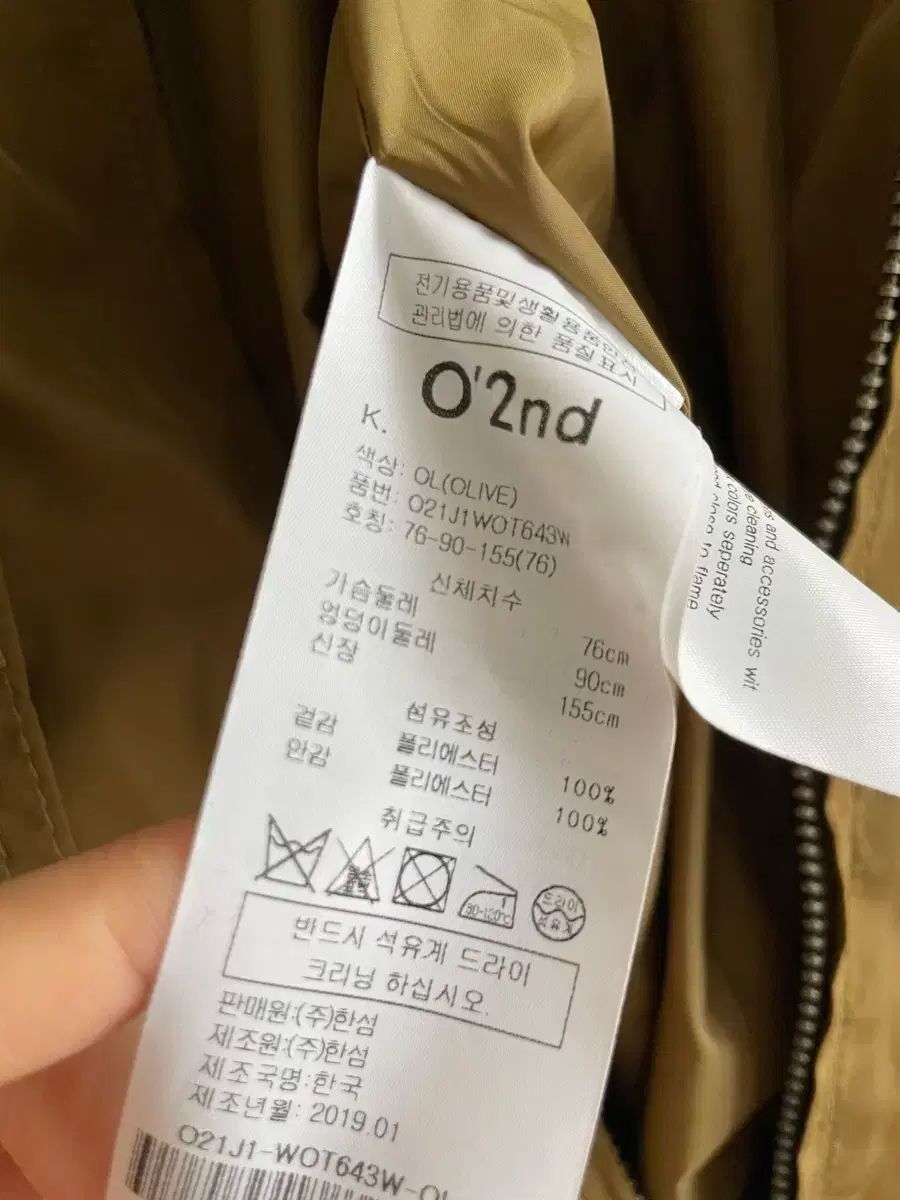 전기용품및생활용품안전
관리법에 의한 품질표시
O'2nd
K.
색상: OL(OLIVE)
품번: O21J1WOT643W
호칭: 76-90-155(76)
신체치수
가슴둘레 76cm
엉덩이둘레 90cm
신장 155cm
섬유조성
겉감 폴리에스터 100%
안감 폴리에스터 100%
취급주의
80-120℃
드라이
석유계
반드시 석유계 드라이
크리닝 하십시오.
판매원:(주)한섬
제조원:(주)한섬
제조국명:한국
제조년월: 2019.01
O21J1-WOT643W-OL
and accessories wit
cleaning
colors seperately
to flame